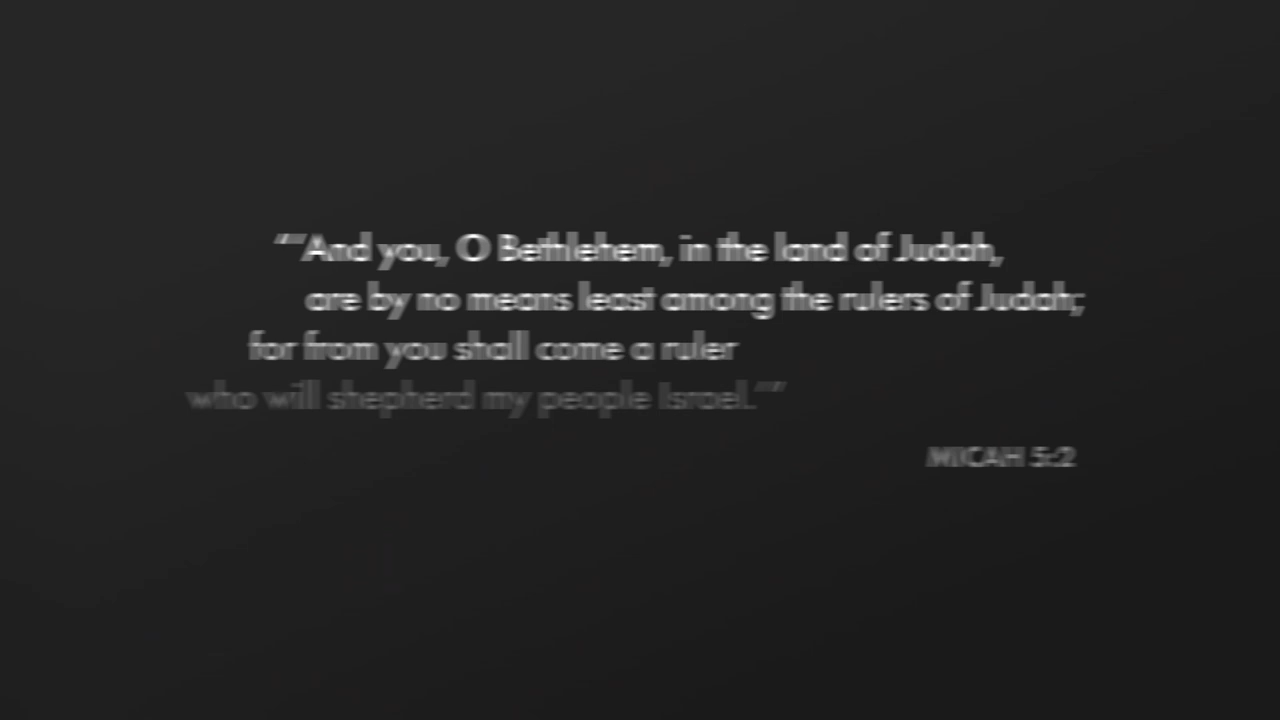 “‘And you, O Bethlehem, in the land of Judah,
are by no means least among the rulers of Judah;
for from you shall come a ruler
who will shepherd my people Israel.’”
MICAH 5:2